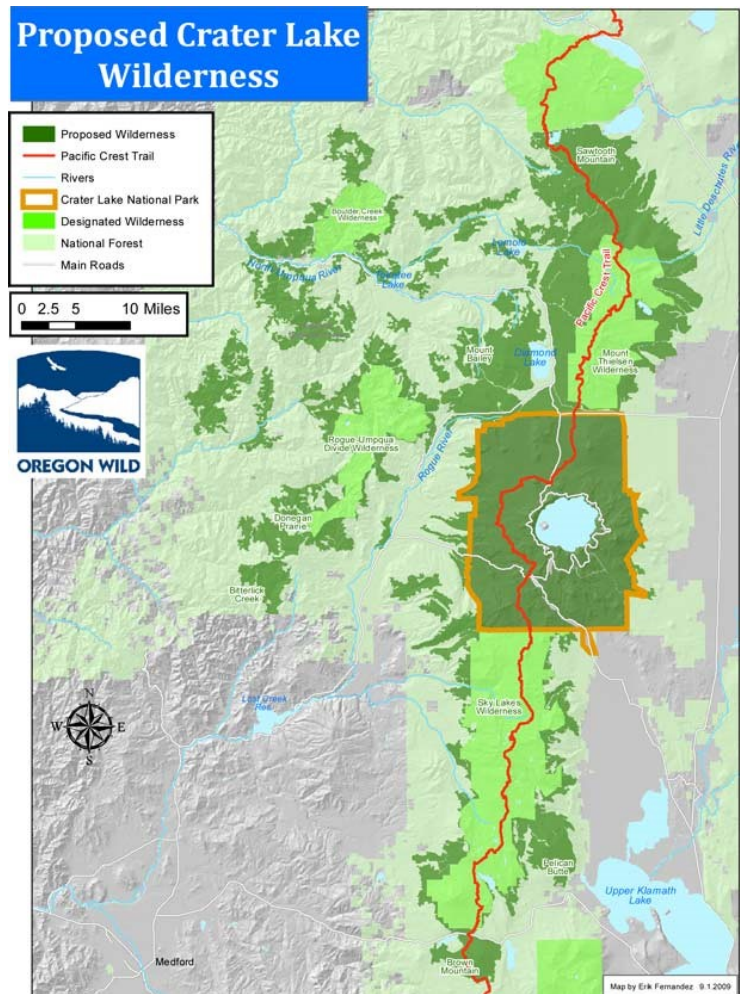 Proposed Crater Lake
Wilderness
Proposed Wilderness
Pacific Crest Trail
Rivers
Crater Lake National Park
Designated Wilderness
National Forest
Main Roads
0 2.5 5 10 Miles
OREGON WILD
Sawtooth
Mountain
Little Deschutes River
Boulder Creek
Wilderness
North Umpqua River
Toketee
Lake
Lemolo
Lake
Pacific Crest Trail
Mount
Bailey
Diamond
Lake
Mount
Thielsen
Wilderness
Rogue-Umpqua
Divide Wilderness
Rogue River
Donegan
Prairie
Bitterlick
Creek
N
W E
S
Lost Creek
Res.
Sky Lakes
Wilderness
Pelican
Butte
Upper Klamath
Lake
Medford
Brown
Mountain
Map by Erik Fernandez 9.1.2009